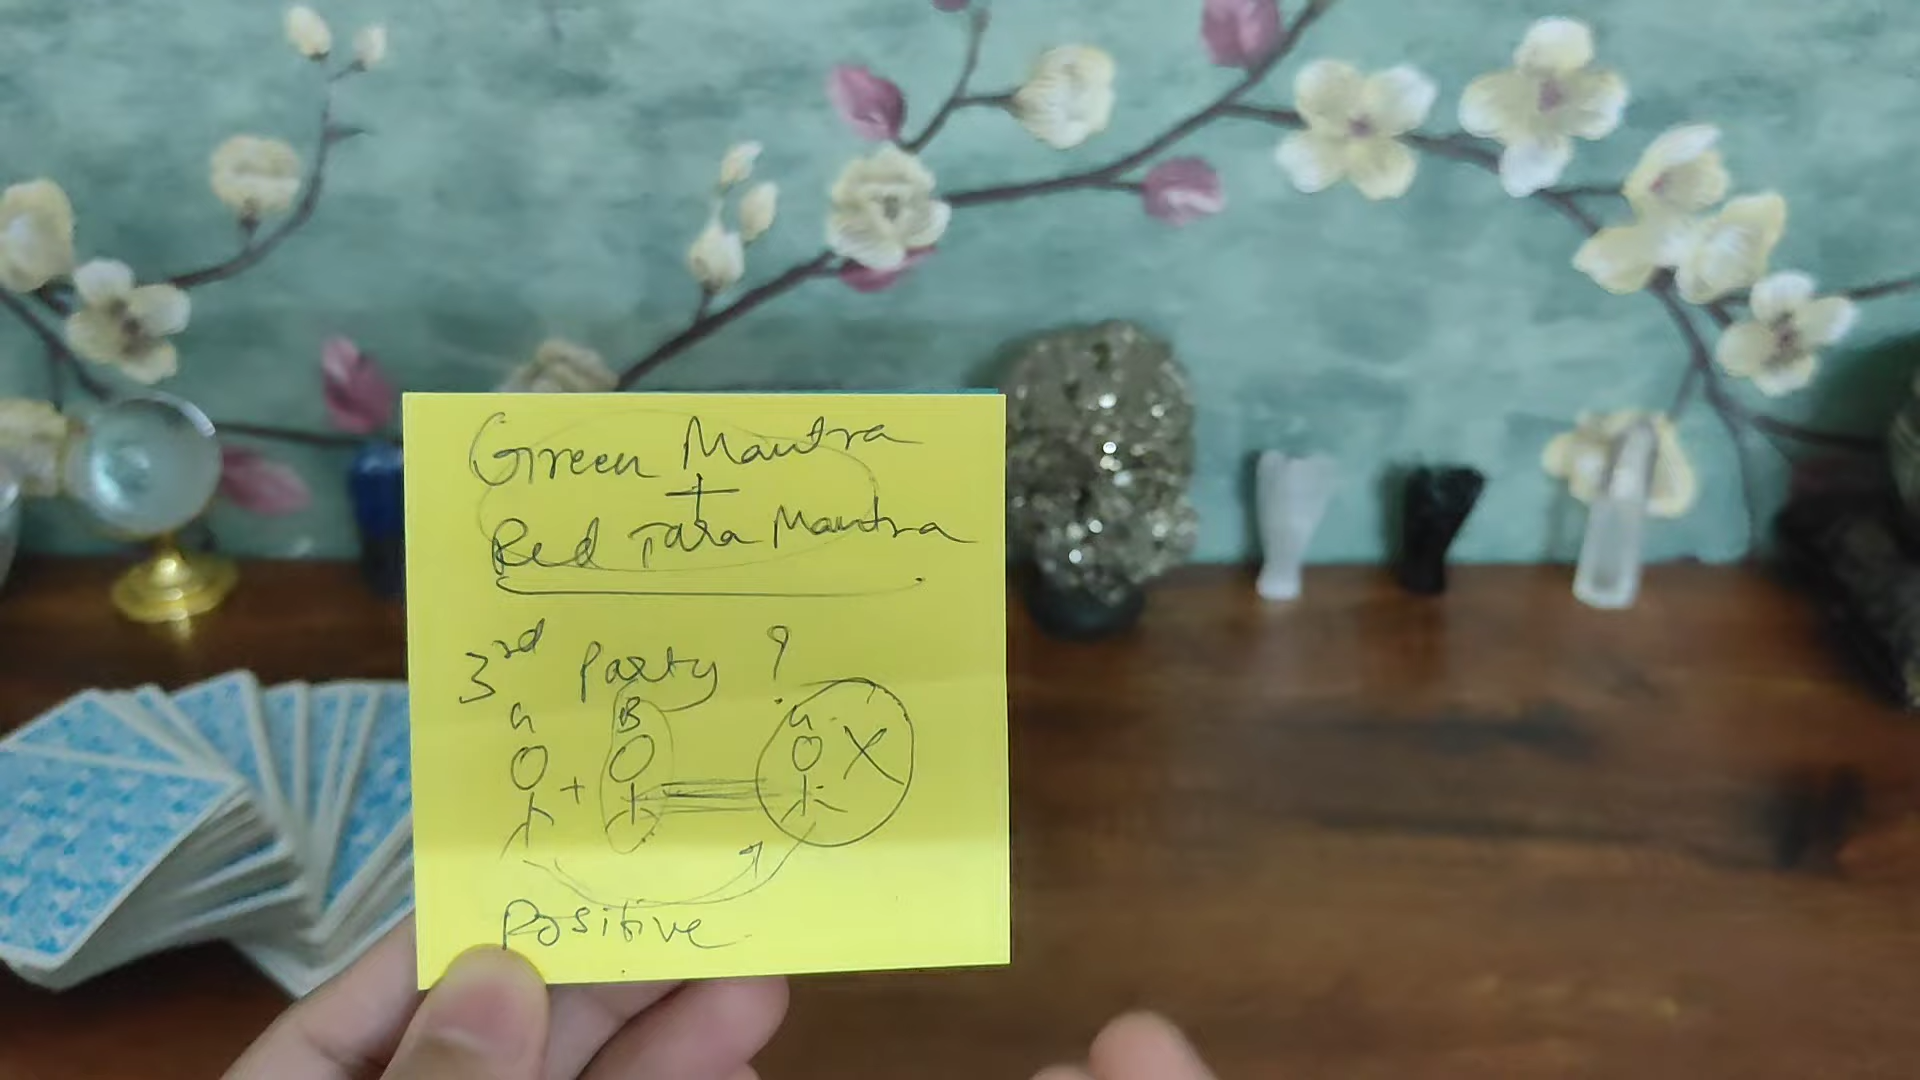 Green Mantra
+
Red Tara Mantra
3rd Party ?
B
+
X
Positive